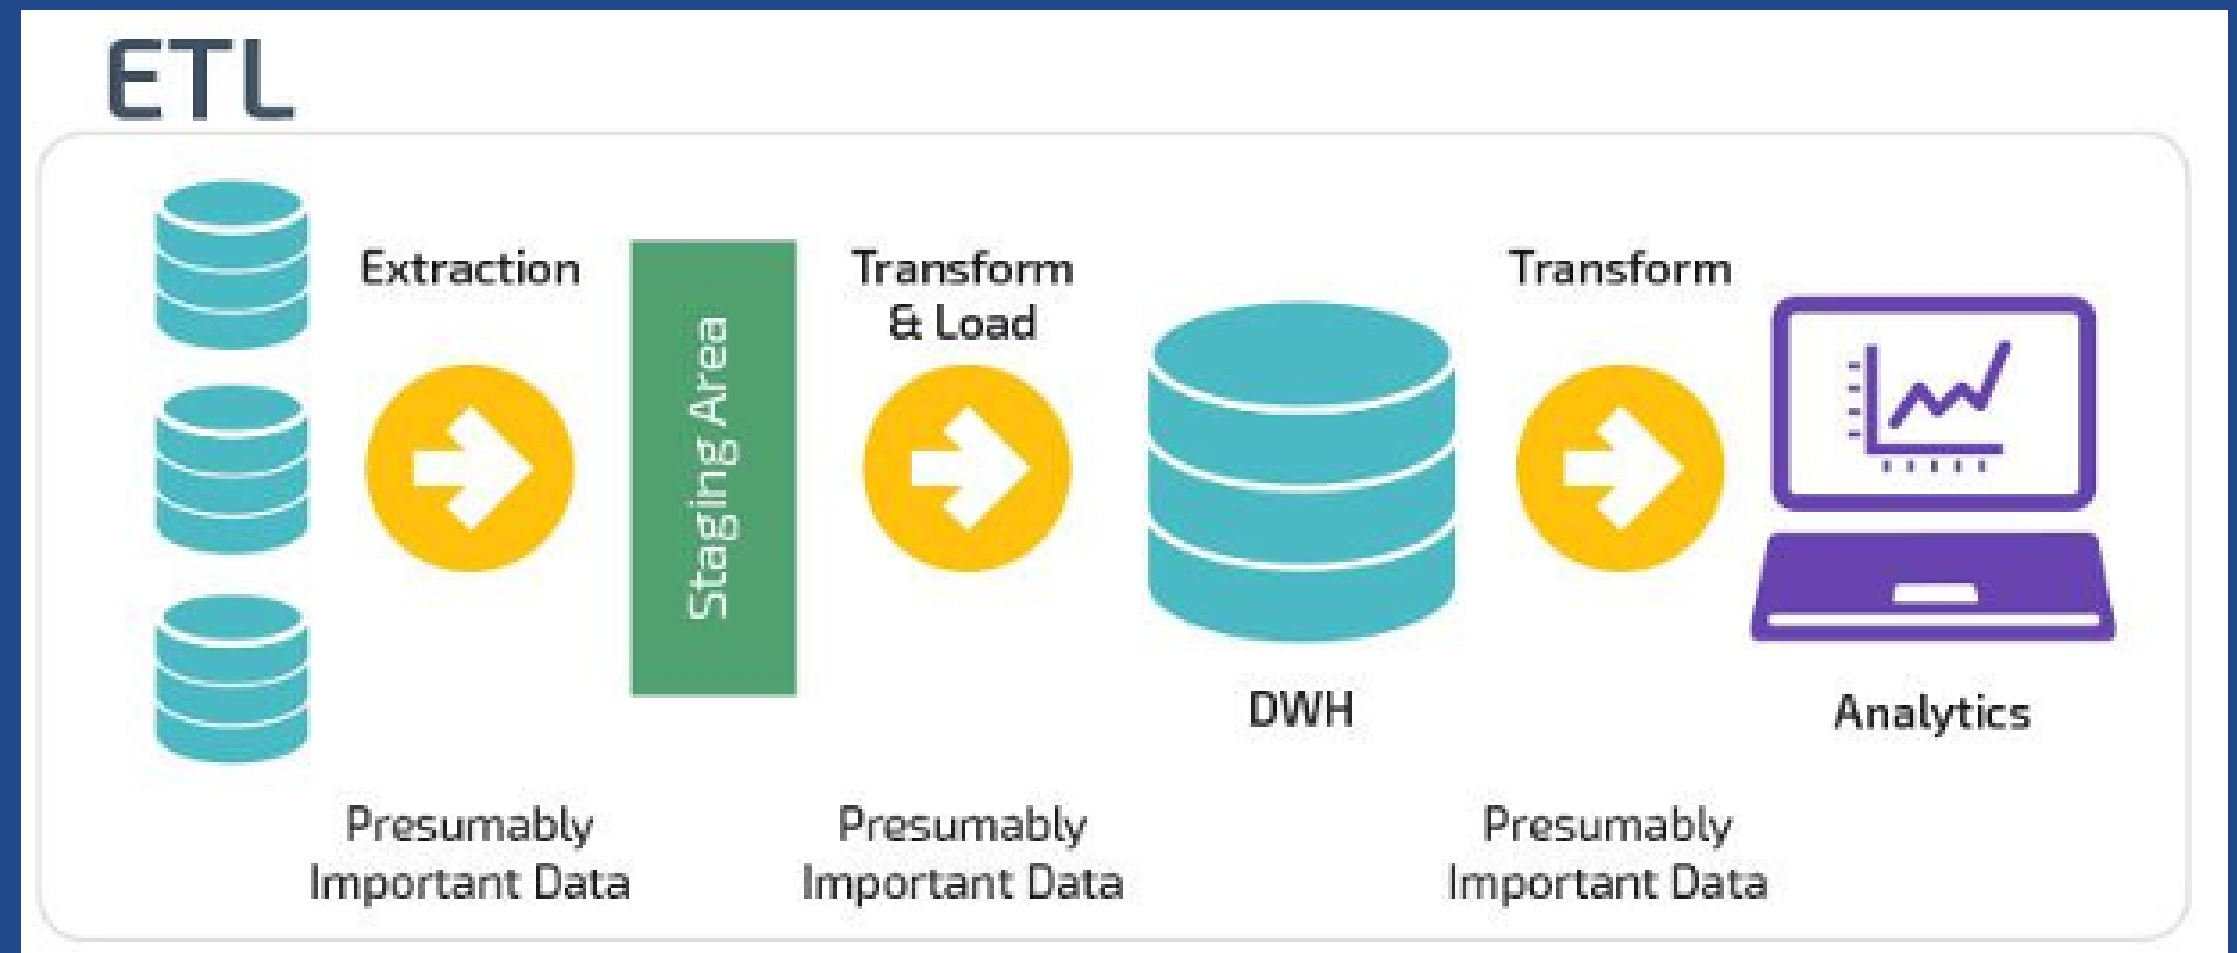 ETL
Extraction
Staging Area
Transform
& Load
Transform
DWH
Analytics
Presumably
Important Data
Presumably
Important Data
Presumably
Important Data